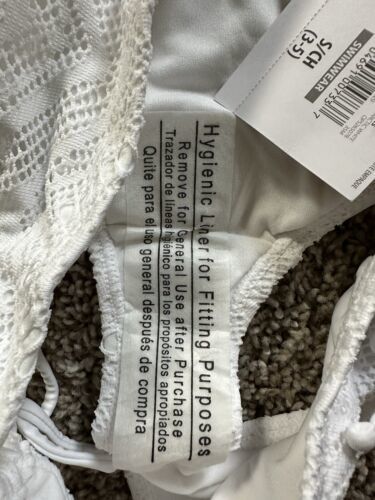 Hygienic Liner for Fitting Purposes
Remove for General Use after Purchase
Trazador de líneas higiénico para los propósitos apropiados
Quite para el uso general después de compra
SWIMWEAR
S/CH
(3-5)